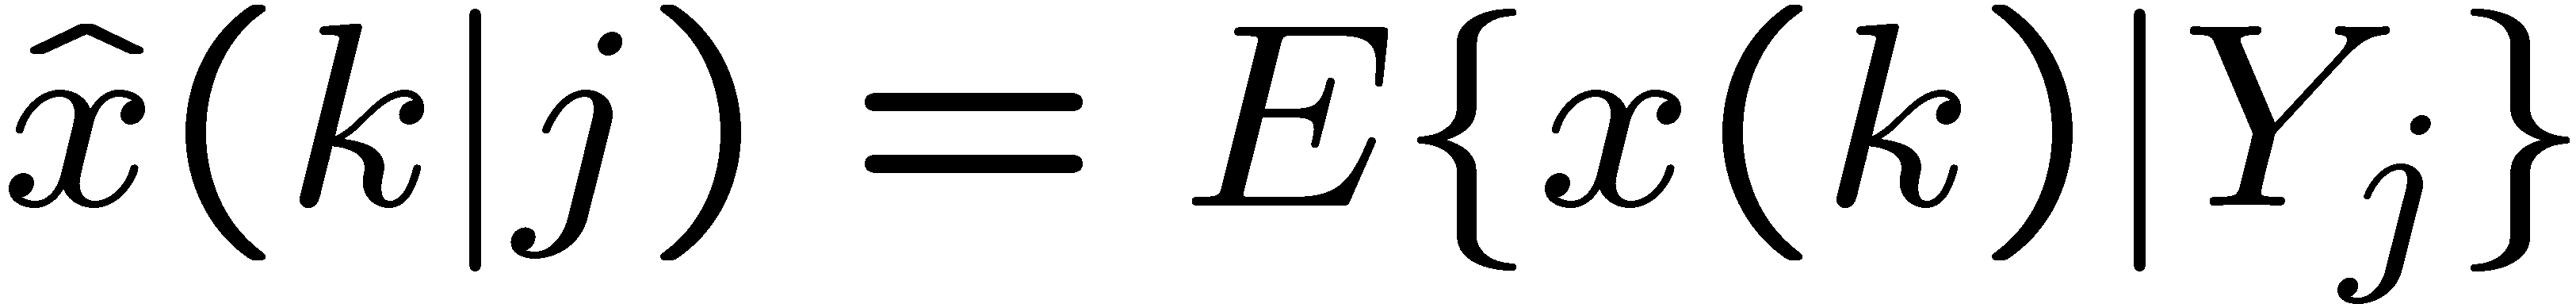 x̂(k|j) = E{x(k)|Y_j}